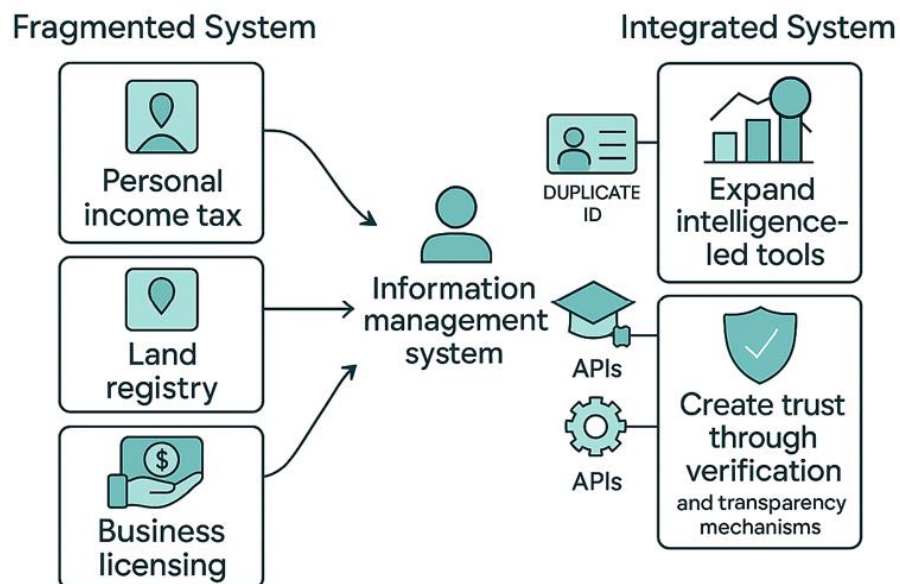 Fragmented System
Integrated System
Personal
income tax
Land
registry
$
Business
licensing
Information
management
system
DUPLICATE
ID
APIs
APIs
Expand
intelligence-
led tools
Create trust
through
verification
and transparency
mechanisms